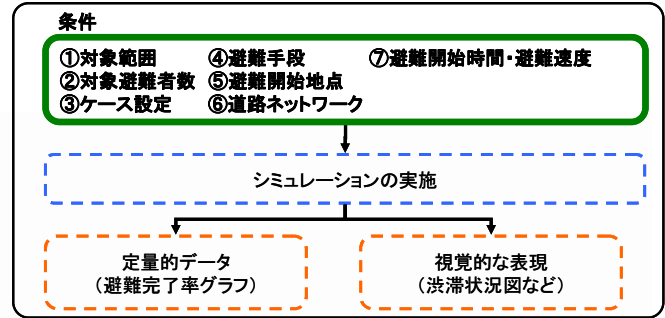 条件
①対象範囲 ④避難手段 ⑦避難開始時間・避難速度
②対象避難者数 ⑤避難開始地点
③ケース設定 ⑥道路ネットワーク
シミュレーションの実施
定量的データ
(避難完了率グラフ)
視覚的な表現
(渋滞状況図など)